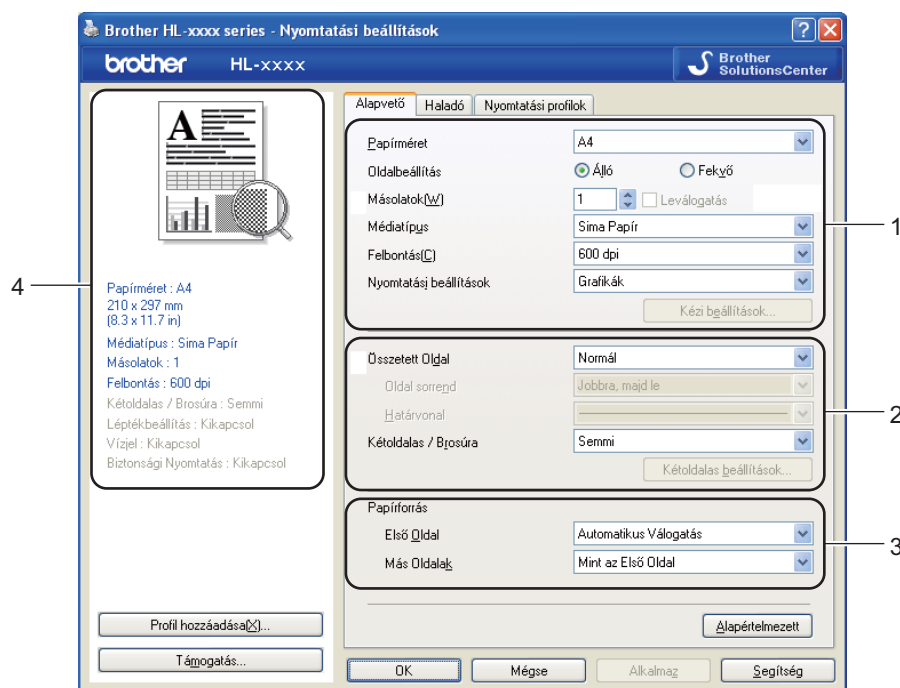 Brother HL-xxxx series - Nyomtatási beállítások
brother HL-xxxx
Brother
SolutionsCenter
A
Papírméret : A4
210 x 297 mm
(8.3 x 11.7 in)
Médiatípus : Sima Papír
Másolatok : 1
Felbontás : 600 dpi
Kétoldalas / Brosúra : Semmi
Léptékbeállítás : Kikapcsol
Vízjel : Kikapcsol
Biztonsági Nyomtatás : Kikapcsol
4
Profil hozzáadása(X)...
Támogatás...
Alapvető Haladó Nyomtatási profilok
Papírméret A4
Oldalbeállítás Álló Fekvő
Másolatok(W) 1 Leválogatás
Médiatípus Sima Papír
1
Felbontás(C) 600 dpi
Nyomtatási beállítások Grafikák
Kézi beállítások...
Összetett Oldal Normál
Oldal sorrend Jobbra, majd le
Határvonal
2
Kétoldalas / Brosúra Semmi
Kétoldalas beállítások...
Papírforrás
Első Oldal Automatikus Válogatás
3
Más Oldalak Mint az Első Oldal
Alapértelmezett
OK Mégse Alkalmaz Segítség